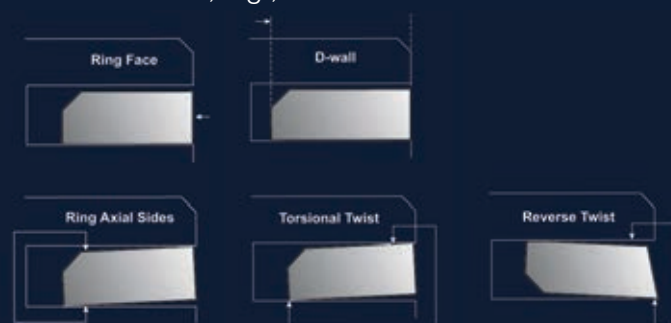 Ring Face
D-wall
Ring Axial Sides
Torsional Twist
Reverse Twist